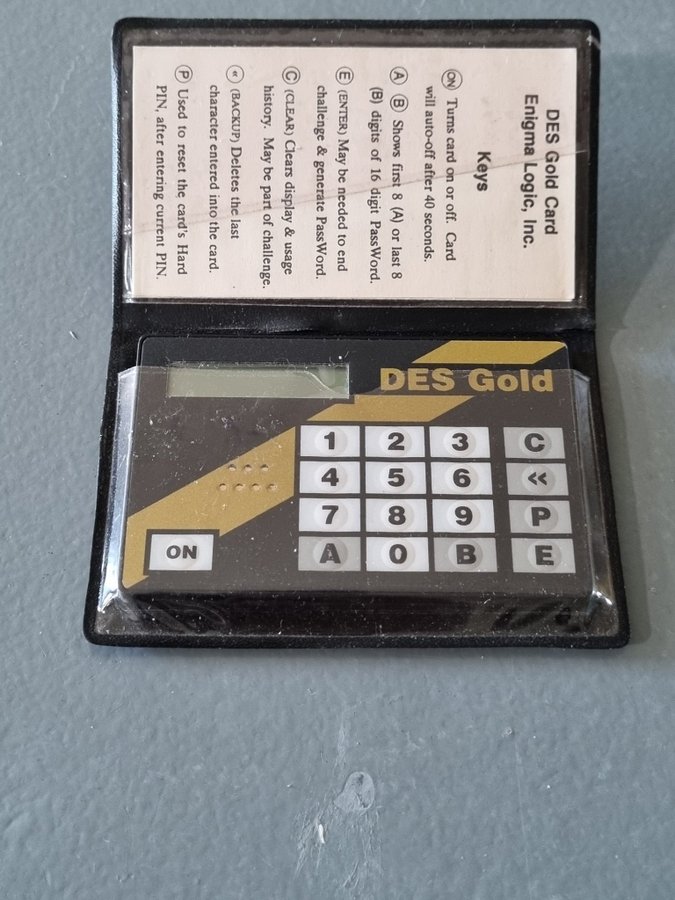 DES Gold Card
Enigma Logic, Inc.
Keys
ON Turns card on or off. Card
will auto-off after 40 seconds.
A B Shows first 8 (A) or last 8
(B) digits of 16 digit PassWord.
E (ENTER) May be needed to end
challenge & generate PassWord.
C (CLEAR) Clears display & usage
history. May be part of challenge.
« (BACKUP) Deletes the last
character entered into the card.
P Used to reset the card's Hard
PIN, after entering current PIN.
DES Gold
1 2 3 C
4 5 6 «
7 8 9 P
ON A 0 B E